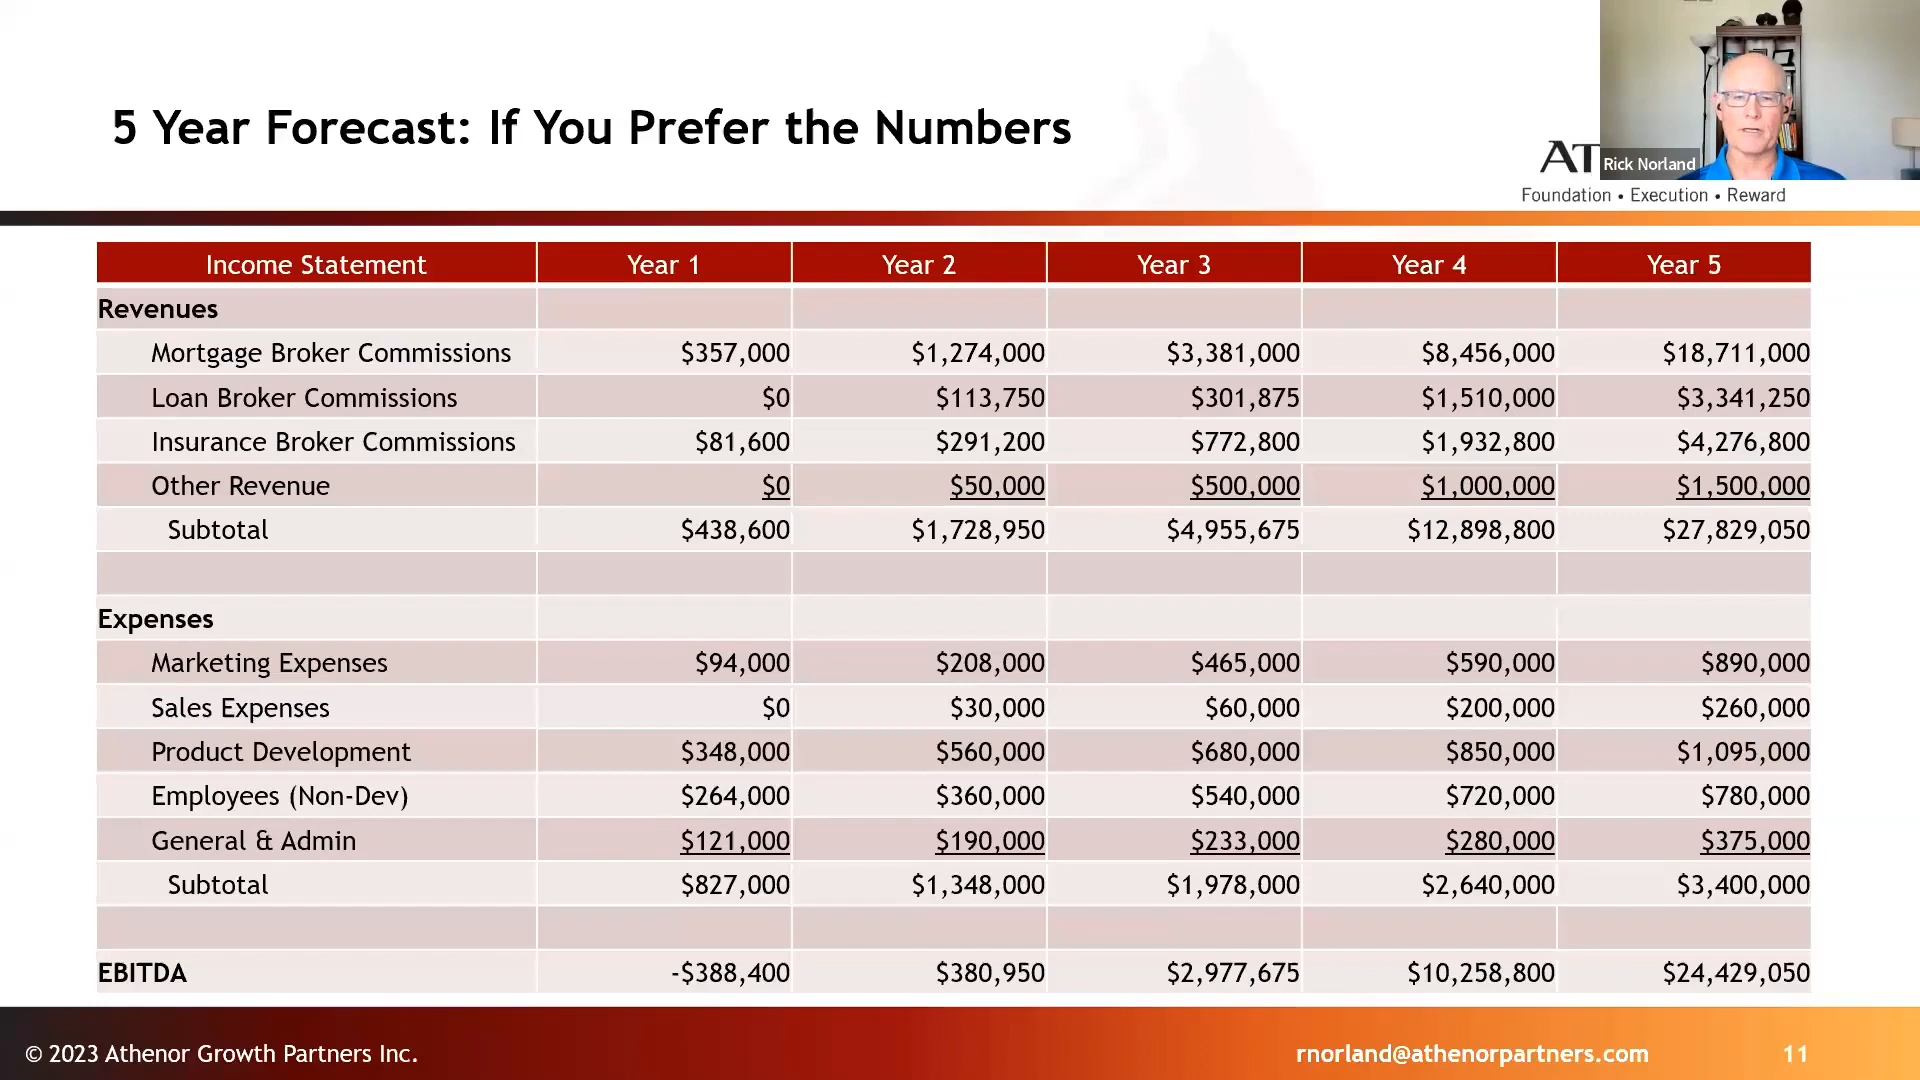 5 Year Forecast: If You Prefer the Numbers
AT
Rick Norland
Foundation • Execution • Reward
Income Statement Year 1 Year 2 Year 3 Year 4 Year 5
Revenues
Mortgage Broker Commissions $357,000 $1,274,000 $3,381,000 $8,456,000 $18,711,000
Loan Broker Commissions $0 $113,750 $301,875 $1,510,000 $3,341,250
Insurance Broker Commissions $81,600 $291,200 $772,800 $1,932,800 $4,276,800
Other Revenue $0 $50,000 $500,000 $1,000,000 $1,500,000
Subtotal $438,600 $1,728,950 $4,955,675 $12,898,800 $27,829,050
Expenses
Marketing Expenses $94,000 $208,000 $465,000 $590,000 $890,000
Sales Expenses $0 $30,000 $60,000 $200,000 $260,000
Product Development $348,000 $560,000 $680,000 $850,000 $1,095,000
Employees (Non-Dev) $264,000 $360,000 $540,000 $720,000 $780,000
General & Admin $121,000 $190,000 $233,000 $280,000 $375,000
Subtotal $827,000 $1,348,000 $1,978,000 $2,640,000 $3,400,000
EBITDA -$388,400 $380,950 $2,977,675 $10,258,800 $24,429,050
© 2023 Athenor Growth Partners Inc. rnorland@athenorpartners.com 11